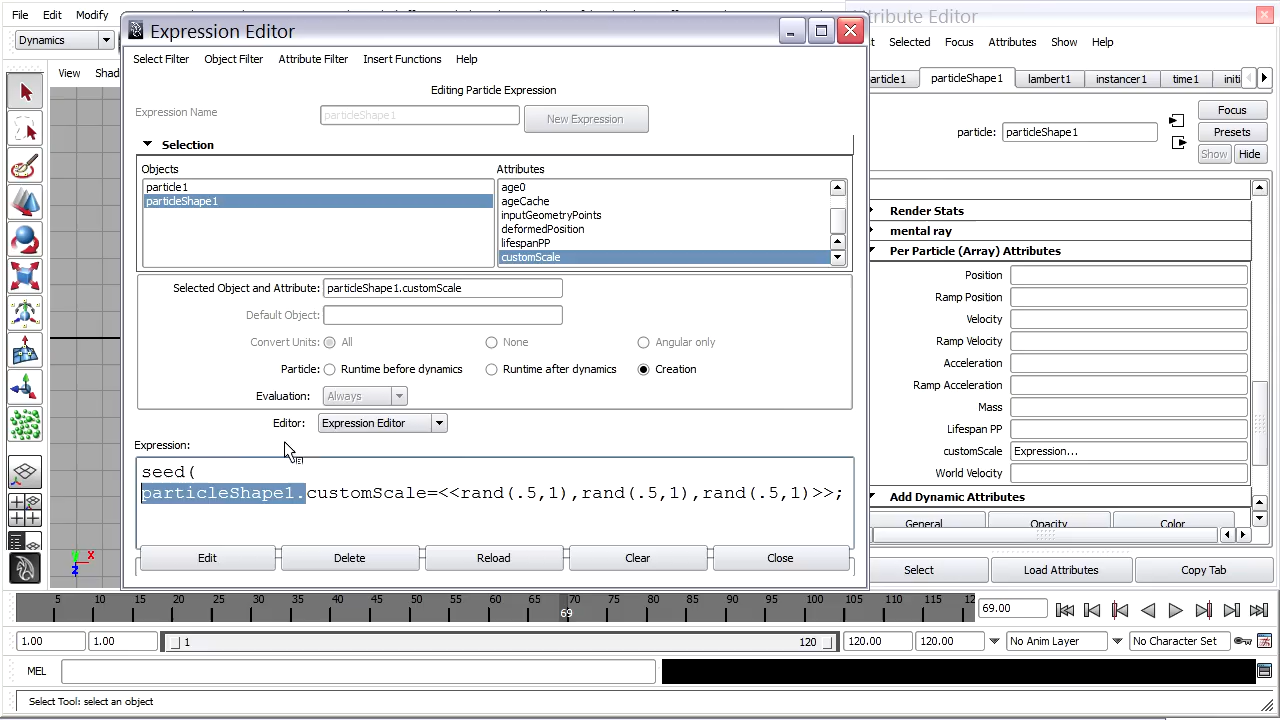 File Edit Modify
Expression Editor
ttribute Editor
Dynamics
Select Filter Object Filter Attribute Filter Insert Functions Help
Selected Focus Attributes Show Help
View Shad
Editing Particle Expression
article1 particleShape1 lambert1 instancer1 time1 initi
Expression Name particleShape1 New Expression
Focus
particle: particleShape1 Presets
Show Hide
Selection
Objects
particle1
particleShape1
Attributes
age0
ageCache
inputGeometryPoints
deformedPosition
lifespanPP
customScale
Selected Object and Attribute: particleShape1.customScale
Default Object:
Convert Units: All None Angular only
Particle: Runtime before dynamics Runtime after dynamics Creation
Evaluation: Always
Editor: Expression Editor
Expression:
seed(
particleShape1.customScale=<<rand(.5,1),rand(.5,1),rand(.5,1)>>;
Edit Delete Reload Clear Close
Render Stats
mental ray
Per Particle (Array) Attributes
Position
Ramp Position
Velocity
Ramp Velocity
Acceleration
Ramp Acceleration
Mass
Lifespan PP
customScale Expression...
World Velocity
Add Dynamic Attributes
General Opacity Color
Select Load Attributes Copy Tab
y x
z
5 10 15 20 25 30 35 40 45 50 55 60 65 70 75 80 85 90 95 100 105 110 115 12
69
69.00
1.00 1.00 1 120 120.00 120.00 No Anim Layer No Character Set
MEL
Select Tool: select an object